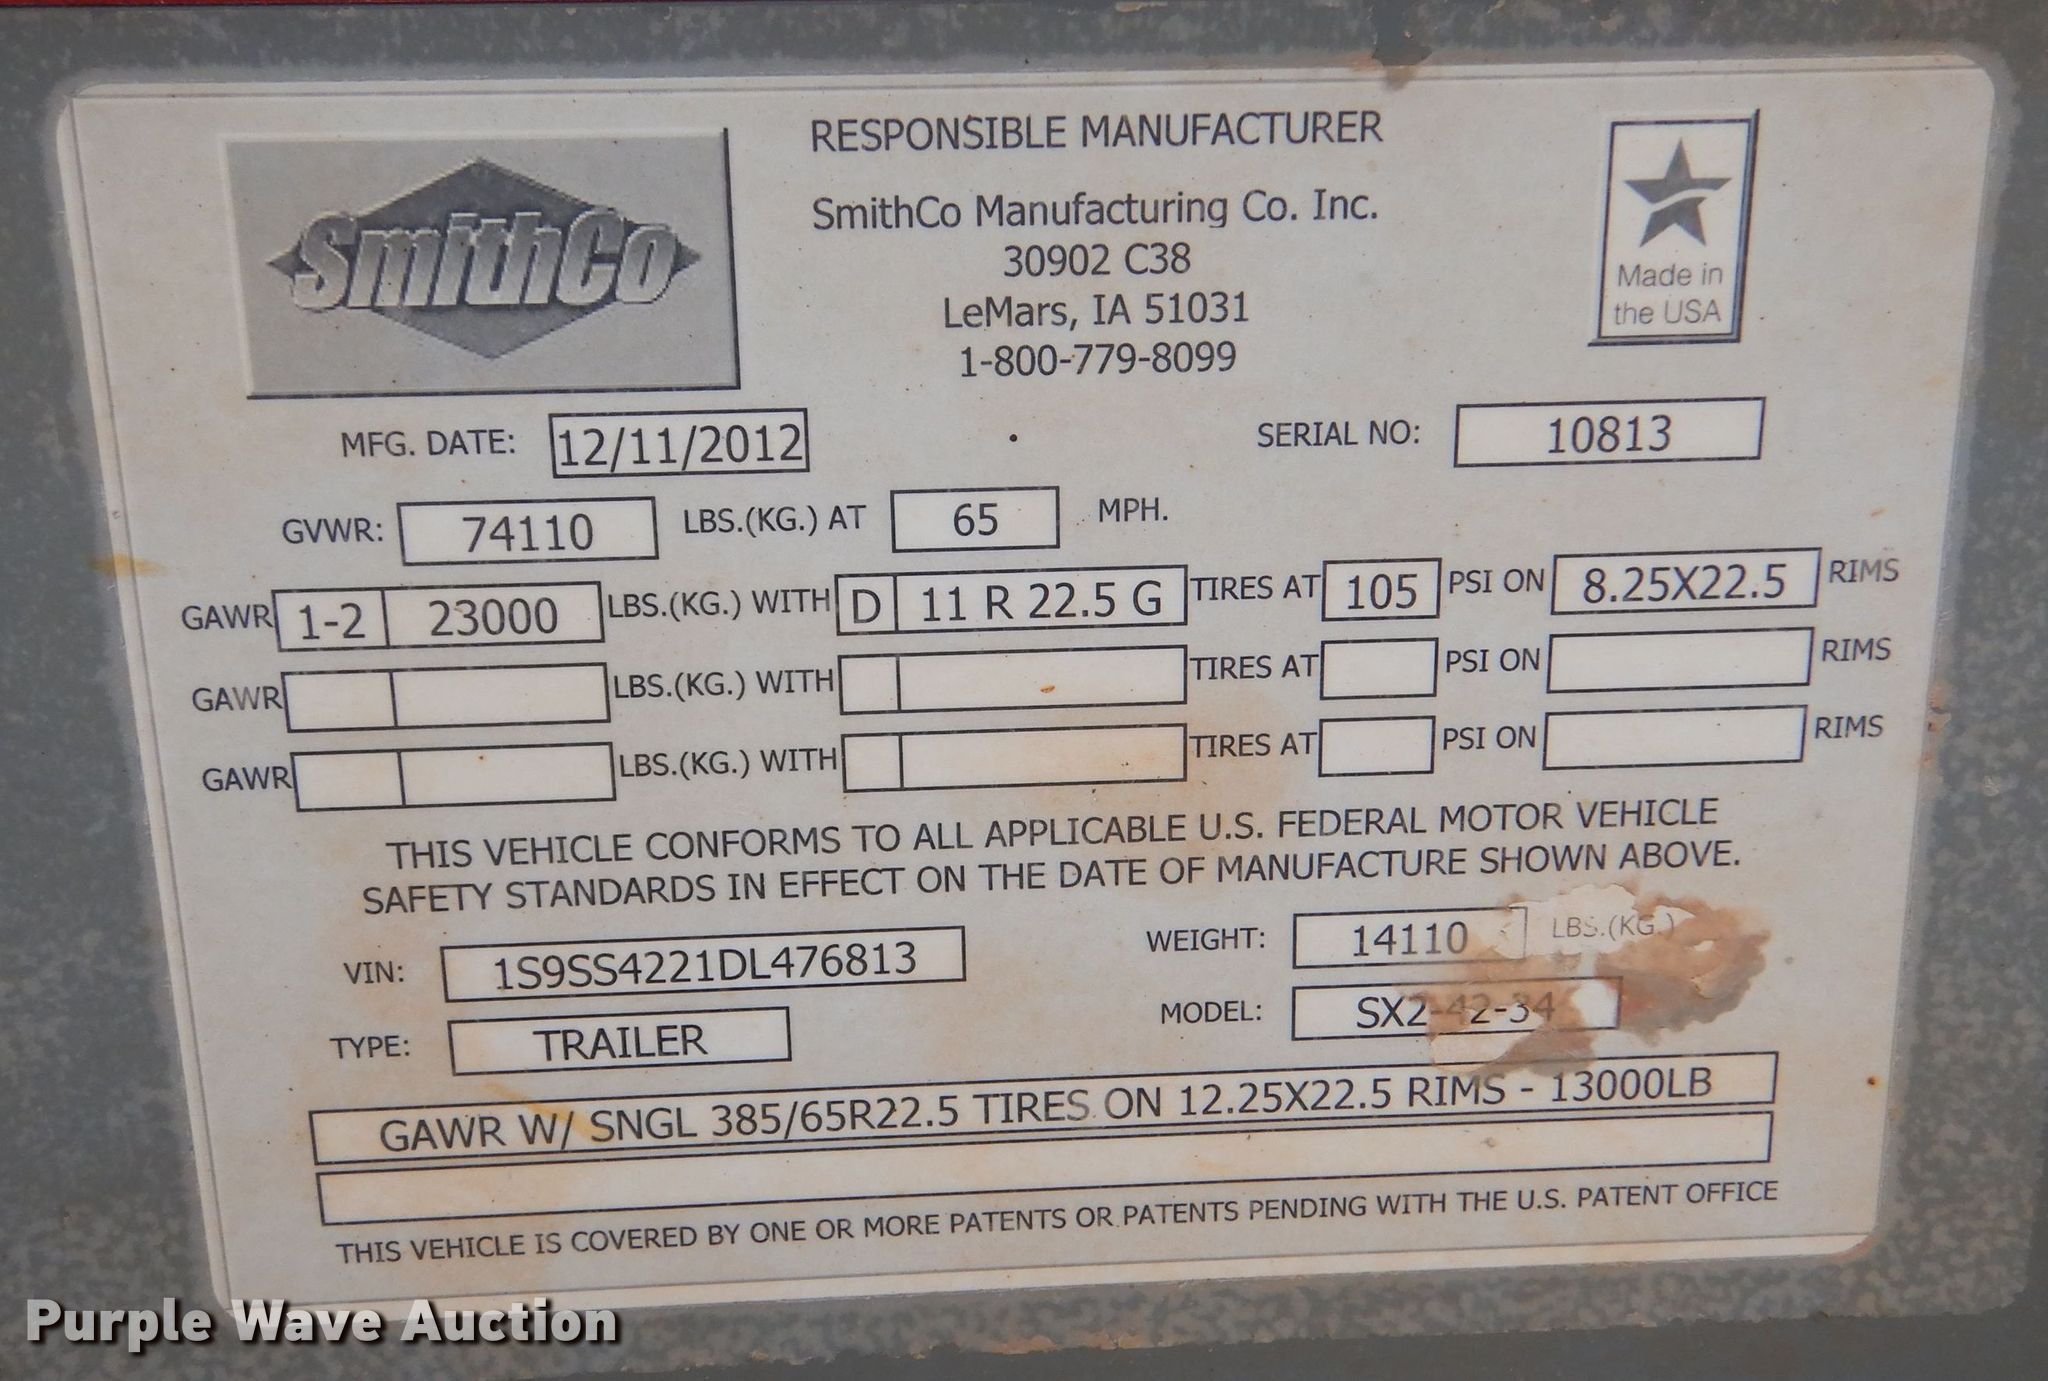 RESPONSIBLE MANUFACTURER
SmithCo
SmithCo Manufacturing Co. Inc.
30902 C38
LeMars, IA 51031
1-800-779-8099
Made in
the USA
MFG. DATE: 12/11/2012 SERIAL NO: 10813
GVWR: 74110 LBS.(KG.) AT 65 MPH.
GAWR 1-2 23000 LBS.(KG.) WITH D 11 R 22.5 G TIRES AT 105 PSI ON 8.25X22.5 RIMS
GAWR LBS.(KG.) WITH TIRES AT PSI ON RIMS
GAWR LBS.(KG.) WITH TIRES AT PSI ON RIMS
THIS VEHICLE CONFORMS TO ALL APPLICABLE U.S. FEDERAL MOTOR VEHICLE
SAFETY STANDARDS IN EFFECT ON THE DATE OF MANUFACTURE SHOWN ABOVE.
VIN: 1S9SS4221DL476813 WEIGHT: 14110 LBS.(KG.)
TYPE: TRAILER MODEL: SX2-42-34
GAWR W/ SNGL 385/65R22.5 TIRES ON 12.25X22.5 RIMS - 13000LB
THIS VEHICLE IS COVERED BY ONE OR MORE PATENTS OR PATENTS PENDING WITH THE U.S. PATENT OFFICE
Purple Wave Auction